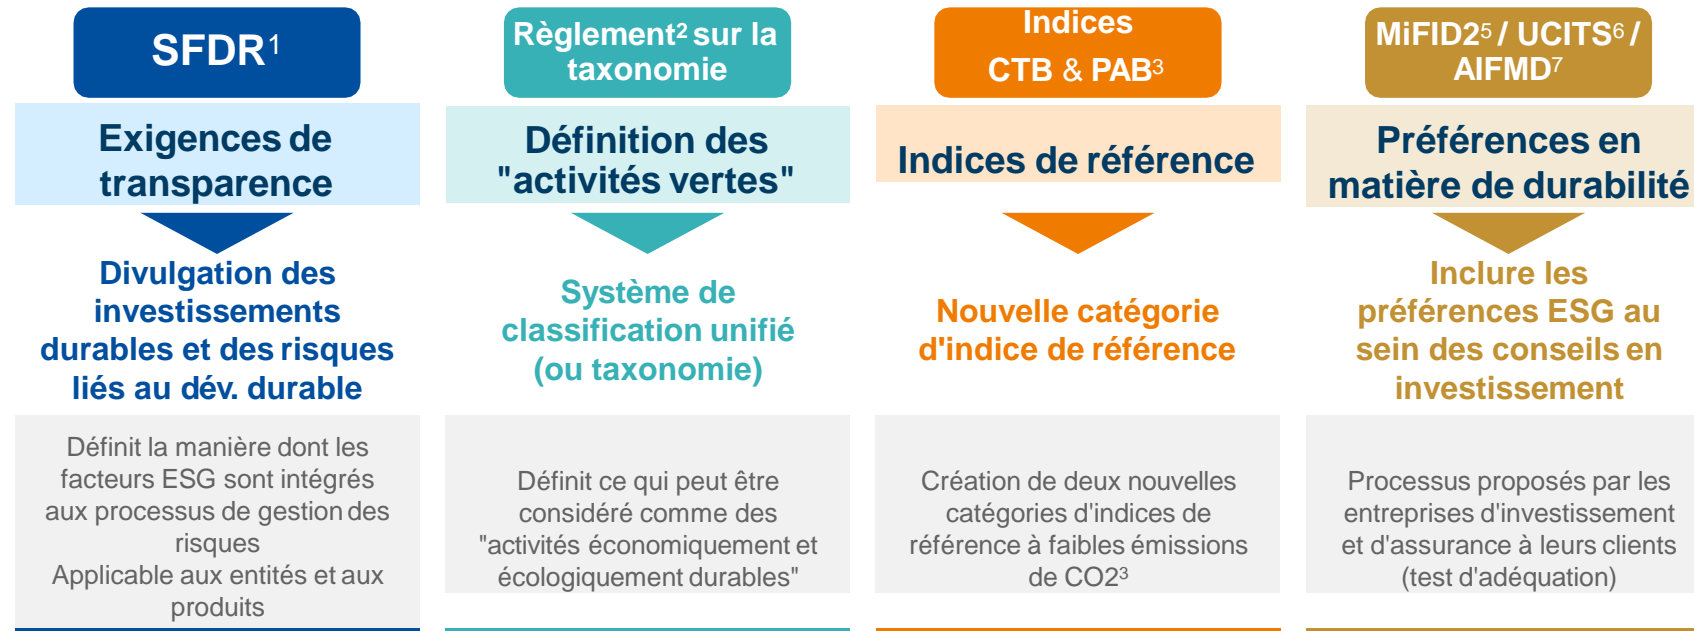 SFDR1
Exigences de
transparence
Divulgation des
investissements
durables et des risques
liés au dév. durable
Définit la manière dont les
facteurs ESG sont intégrés
aux processus de gestion des
risques
Applicable aux entités et aux
produits
Règlement2 sur la
taxonomie
Définition des
"activités vertes"
Système de
classification unifié
(ou taxonomie)
Définit ce qui peut être
considéré comme des
"activités économiquement et
écologiquement durables"
Indices
CTB & PAB3
Indices de référence
Nouvelle catégorie
d'indice de référence
Création de deux nouvelles
catégories d'indices de
référence à faibles émissions
de CO23
MiFID25 / UCITS6 /
AIFMD7
Préférences en
matière de durabilité
Inclure les
préférences ESG au
sein des conseils en
investissement
Processus proposés par les
entreprises d'investissement
et d'assurance à leurs clients
(test d'adéquation)